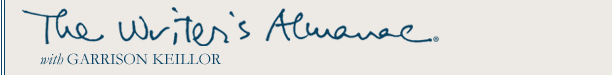 The Writer's Almanac®
with GARRISON KEILLOR